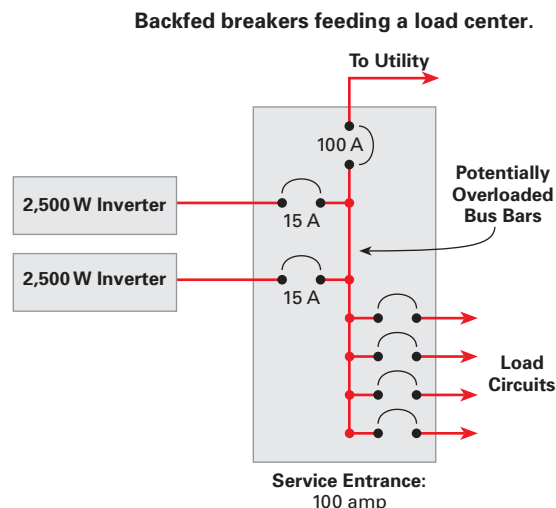 Backfed breakers feeding a load center.
To Utility
100 A
Potentially
Overloaded
Bus Bars
2,500 W Inverter
15 A
2,500 W Inverter
15 A
Load
Circuits
Service Entrance:
100 amp